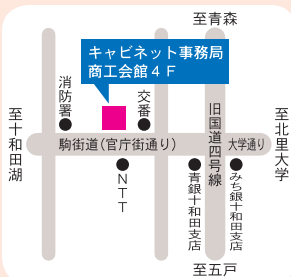 至青森
キャビネット事務局
商工会館４Ｆ
消防署
交番
旧国道四号線
至十和田湖
駒街道(官庁街通り)
大学通り
至北里大学
ＮＴＴ
青銀十和田支店
みち銀十和田支店
至五戸